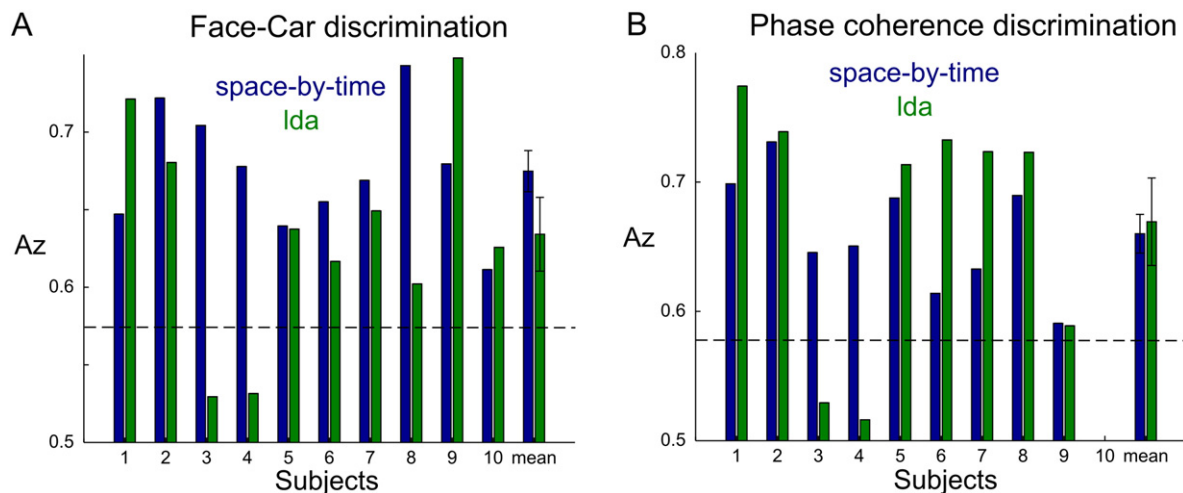 A
Face-Car discrimination
space-by-time
lda
0.7
Az
0.6
0.5
1 2 3 4 5 6 7 8 9 10 mean
Subjects
B
Phase coherence discrimination
0.8
space-by-time
lda
0.7
Az
0.6
0.5
1 2 3 4 5 6 7 8 9 10 mean
Subjects